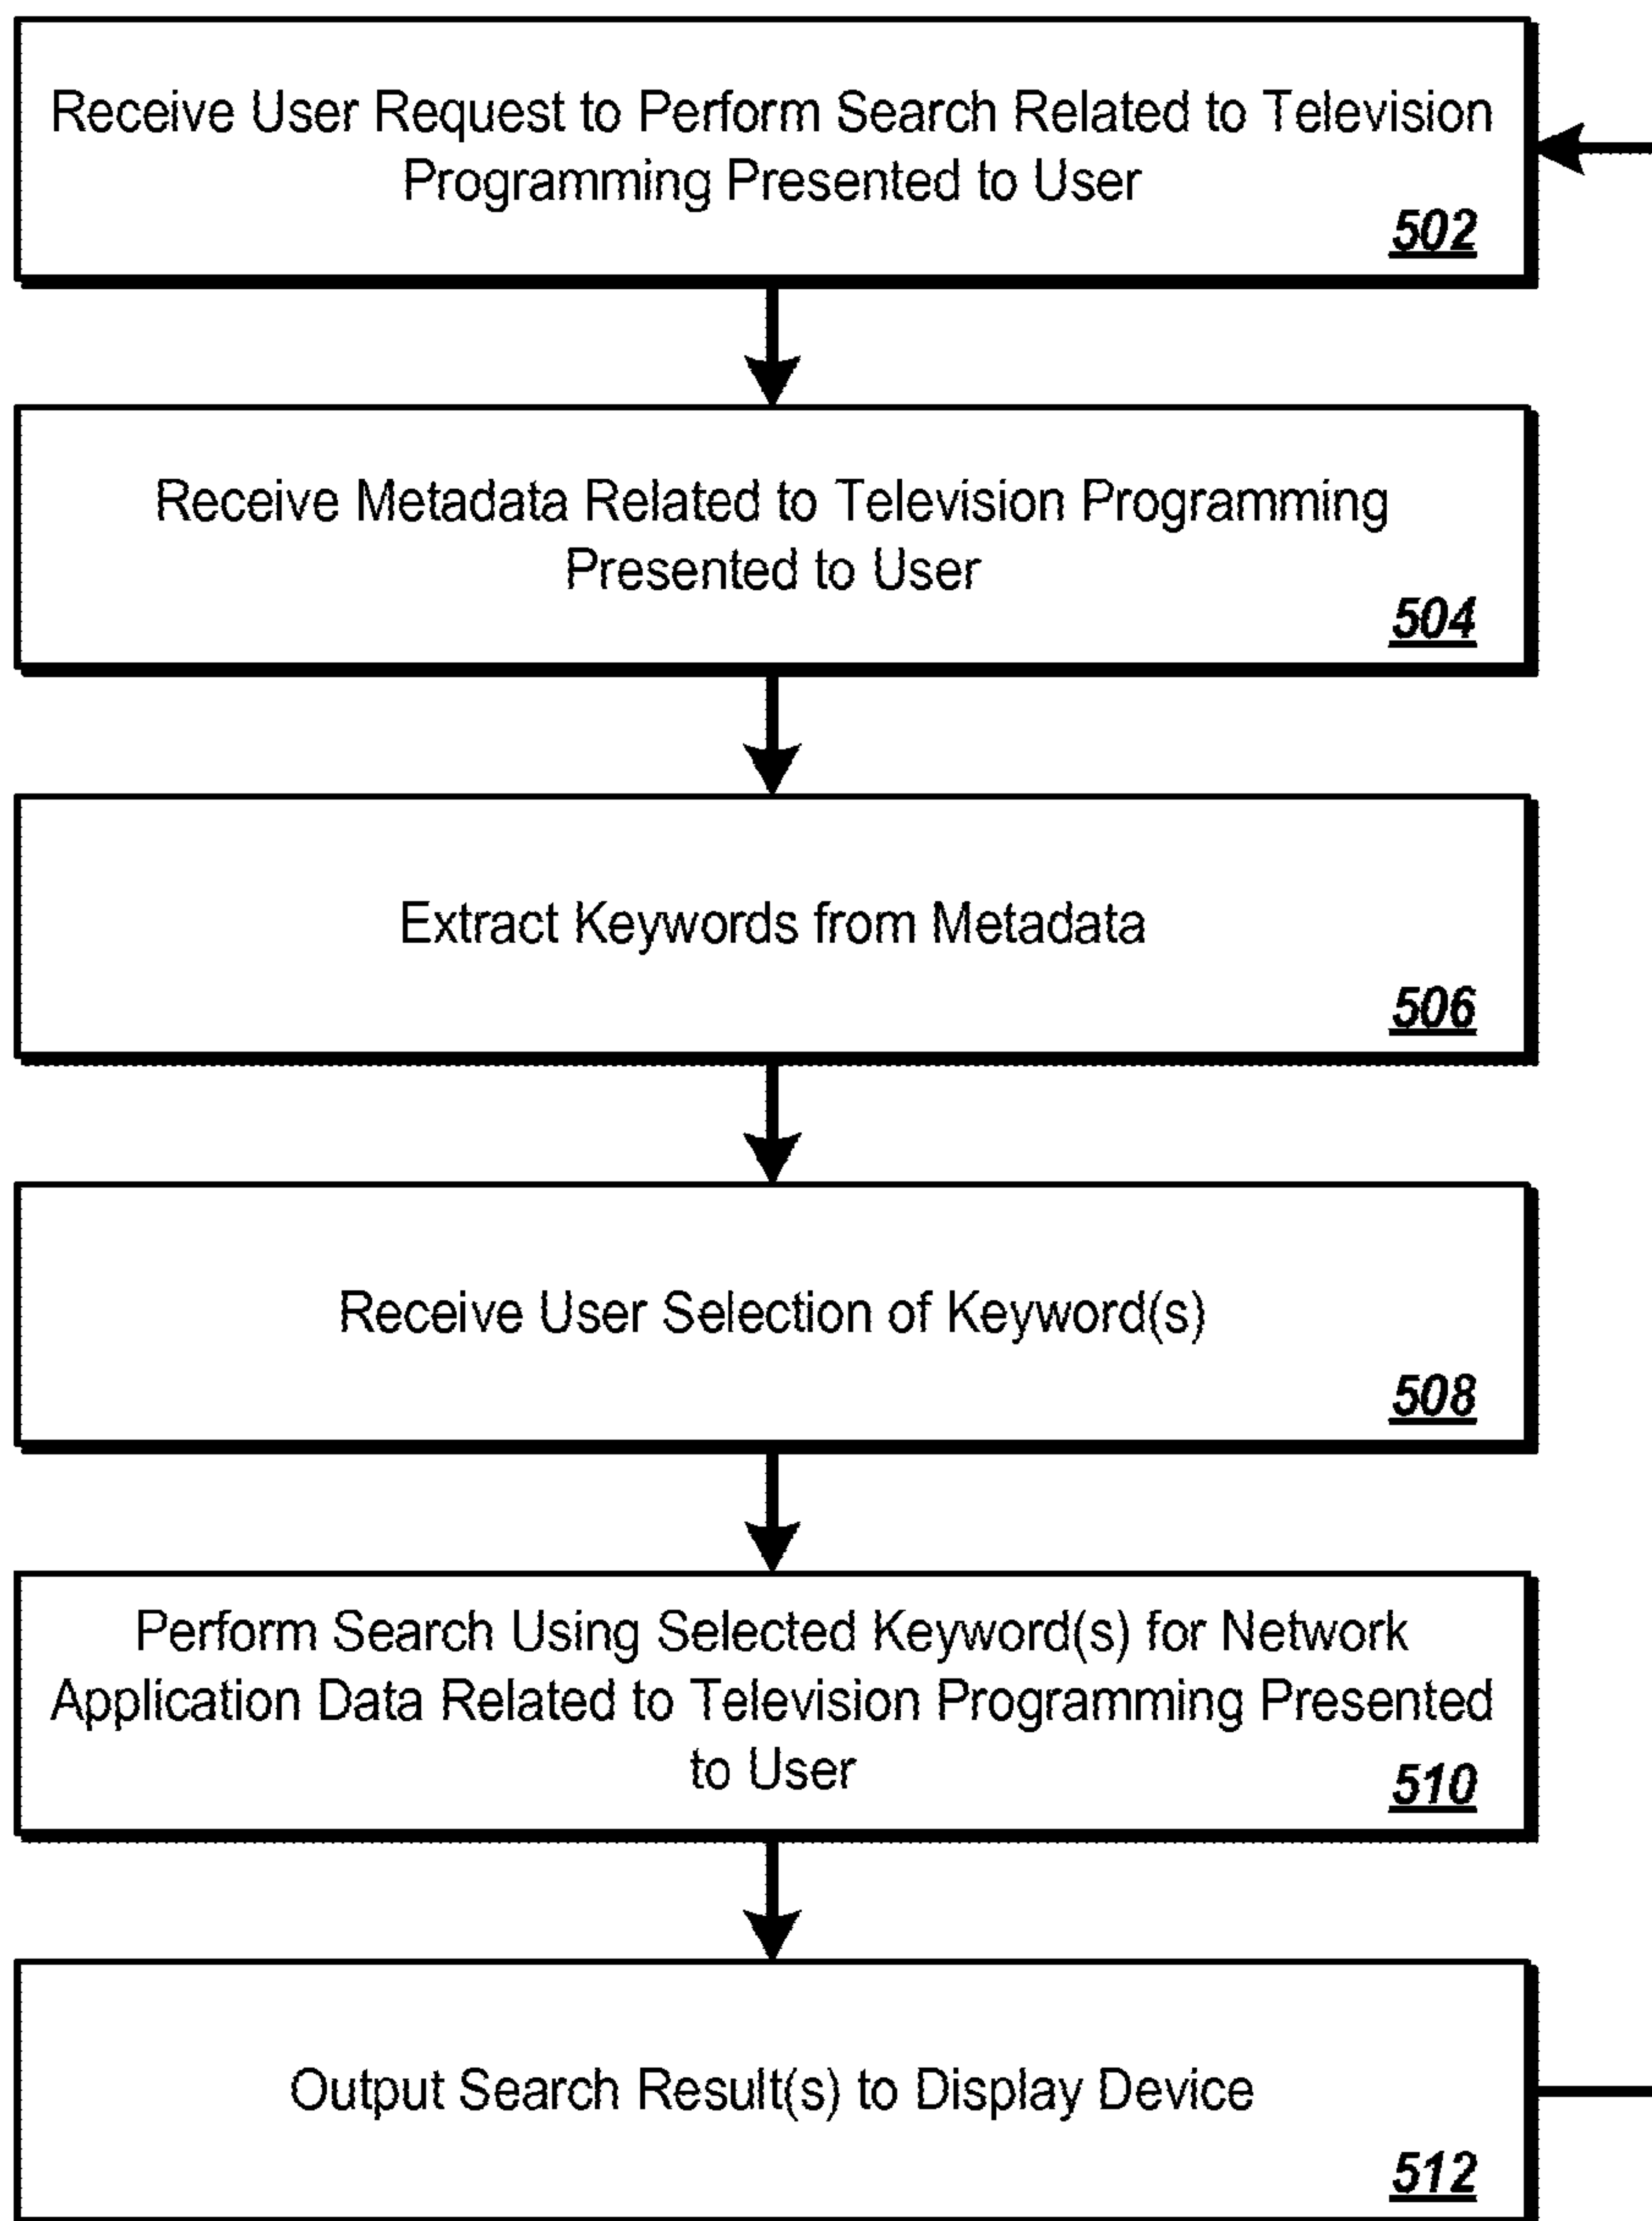 Receive User Request to Perform Search Related to Television
Programming Presented to User
502
Receive Metadata Related to Television Programming
Presented to User
504
Extract Keywords from Metadata
506
Receive User Selection of Keyword(s)
508
Perform Search Using Selected Keyword(s) for Network
Application Data Related to Television Programming Presented
to User
510
Output Search Result(s) to Display Device
512